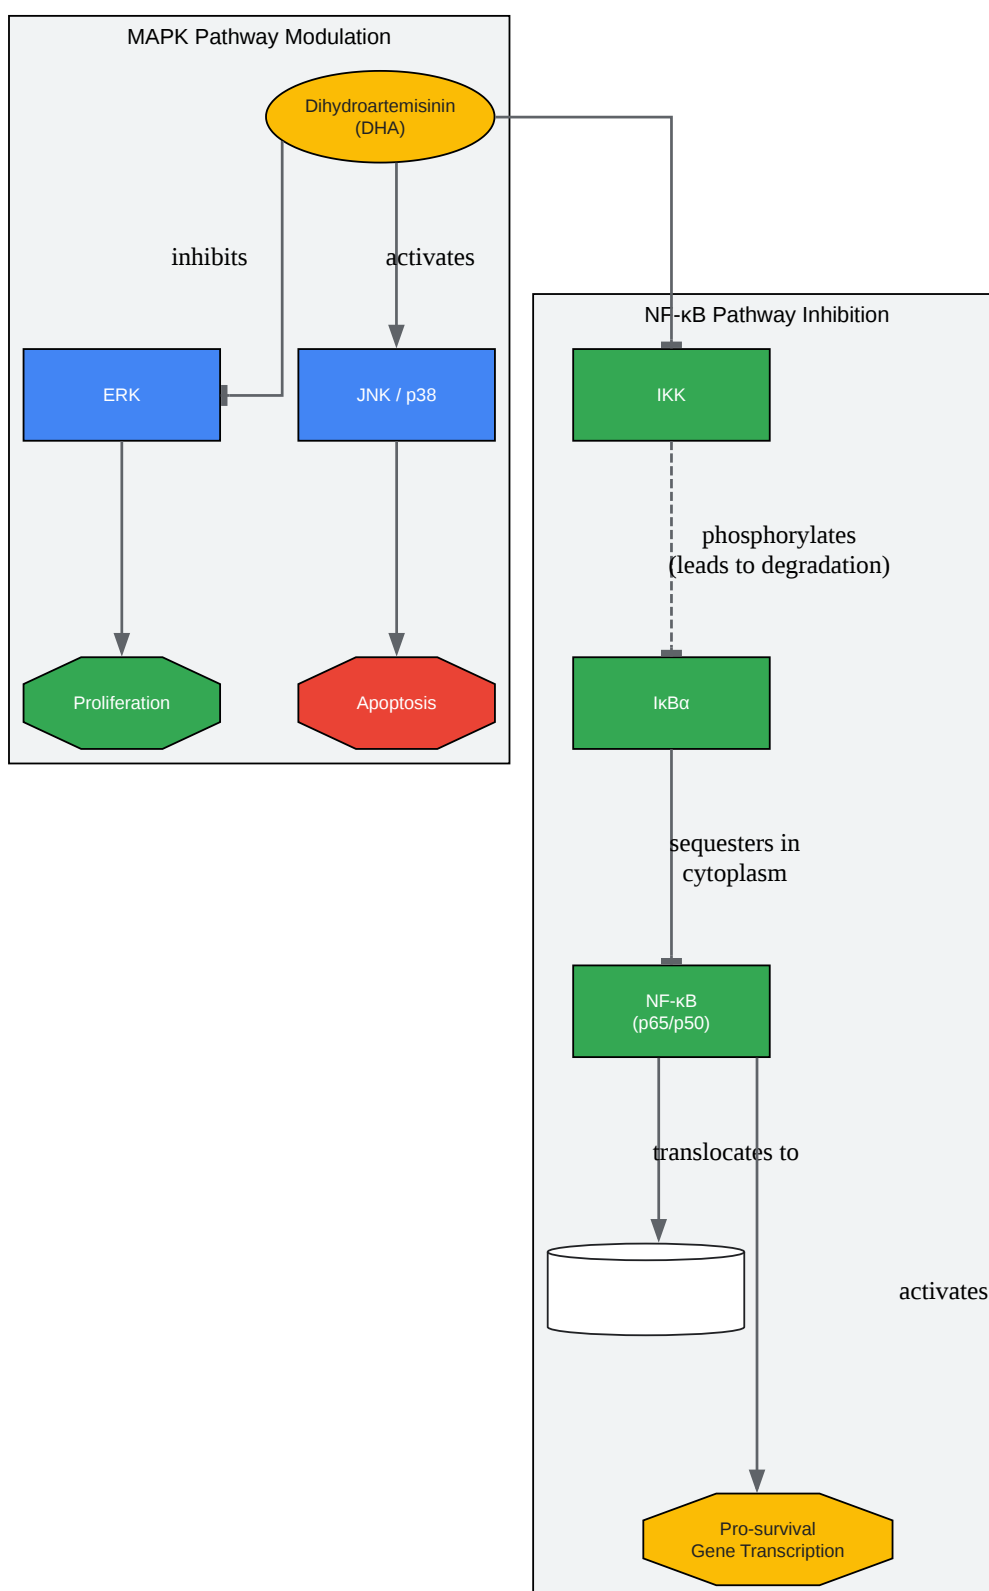 MAPK Pathway Modulation
Dihydroartemisinin
(DHA)
inhibits
activates
ERK
JNK / p38
Proliferation
Apoptosis
NF-κB Pathway Inhibition
IKK
phosphorylates
(leads to degradation)
IκBα
sequesters in
cytoplasm
NF-κB
(p65/p50)
translocates to
activates
Pro-survival
Gene Transcription